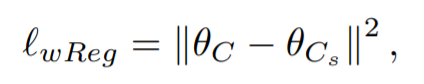 ℓ_{wReg} = ‖θ_C − θ_{C_s}‖²,